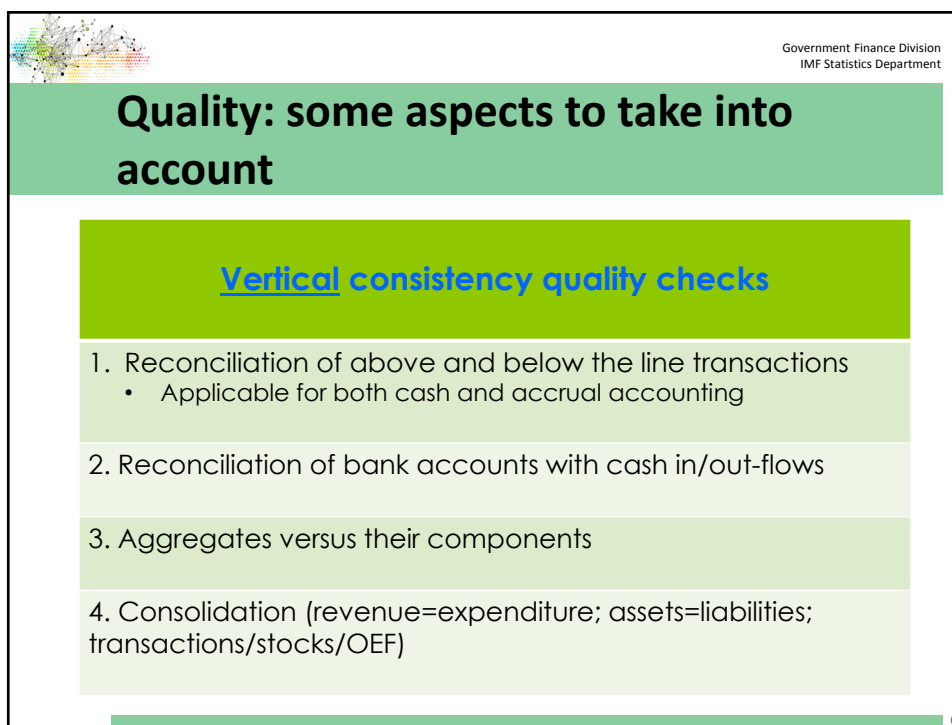 Government Finance Division
IMF Statistics Department
Quality: some aspects to take into
account
Vertical consistency quality checks
1. Reconciliation of above and below the line transactions
• Applicable for both cash and accrual accounting
2. Reconciliation of bank accounts with cash in/out-flows
3. Aggregates versus their components
4. Consolidation (revenue=expenditure; assets=liabilities;
transactions/stocks/OEF)